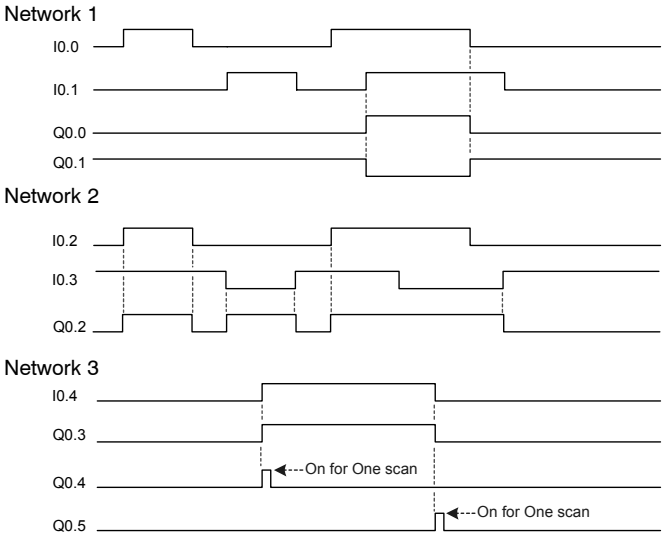 Network 1
I0.0
I0.1
Q0.0
Q0.1
Network 2
I0.2
I0.3
Q0.2
Network 3
I0.4
Q0.3
Q0.4
On for One scan
On for One scan
Q0.5